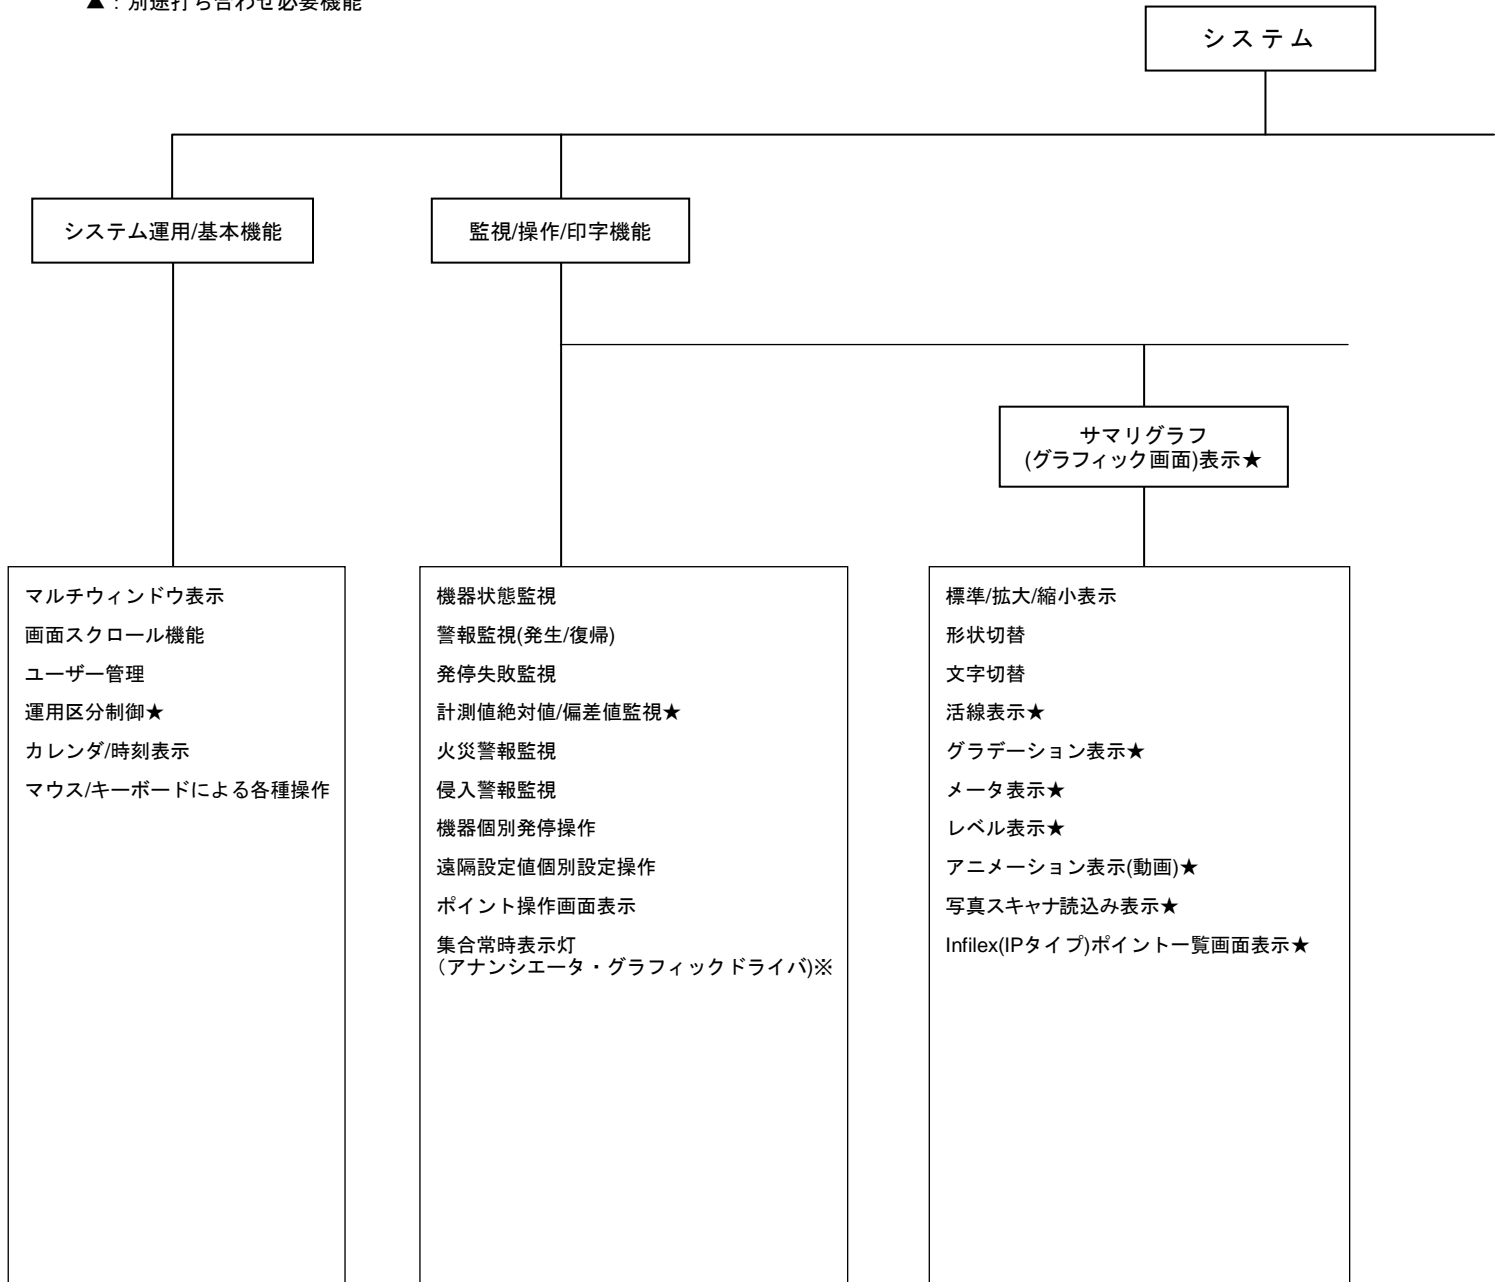 ▲：別途打ち合わせ必要機能
システム
システム運用/基本機能
監視/操作/印字機能
サマリグラフ
(グラフィック画面)表示★
マルチウィンドウ表示
画面スクロール機能
ユーザー管理
運用区分制御★
カレンダ/時刻表示
マウス/キーボードによる各種操作
機器状態監視
警報監視(発生/復帰)
発停失敗監視
計測値絶対値/偏差値監視★
火災警報監視
侵入警報監視
機器個別発停操作
遠隔設定値個別設定操作
ポイント操作画面表示
集合常時表示灯
（アナンシエータ・グラフィックドライバ)※
標準/拡大/縮小表示
形状切替
文字切替
活線表示★
グラデーション表示★
メータ表示★
レベル表示★
アニメーション表示(動画)★
写真スキャナ読込み表示★
Infilex(IPタイプ)ポイント一覧画面表示★